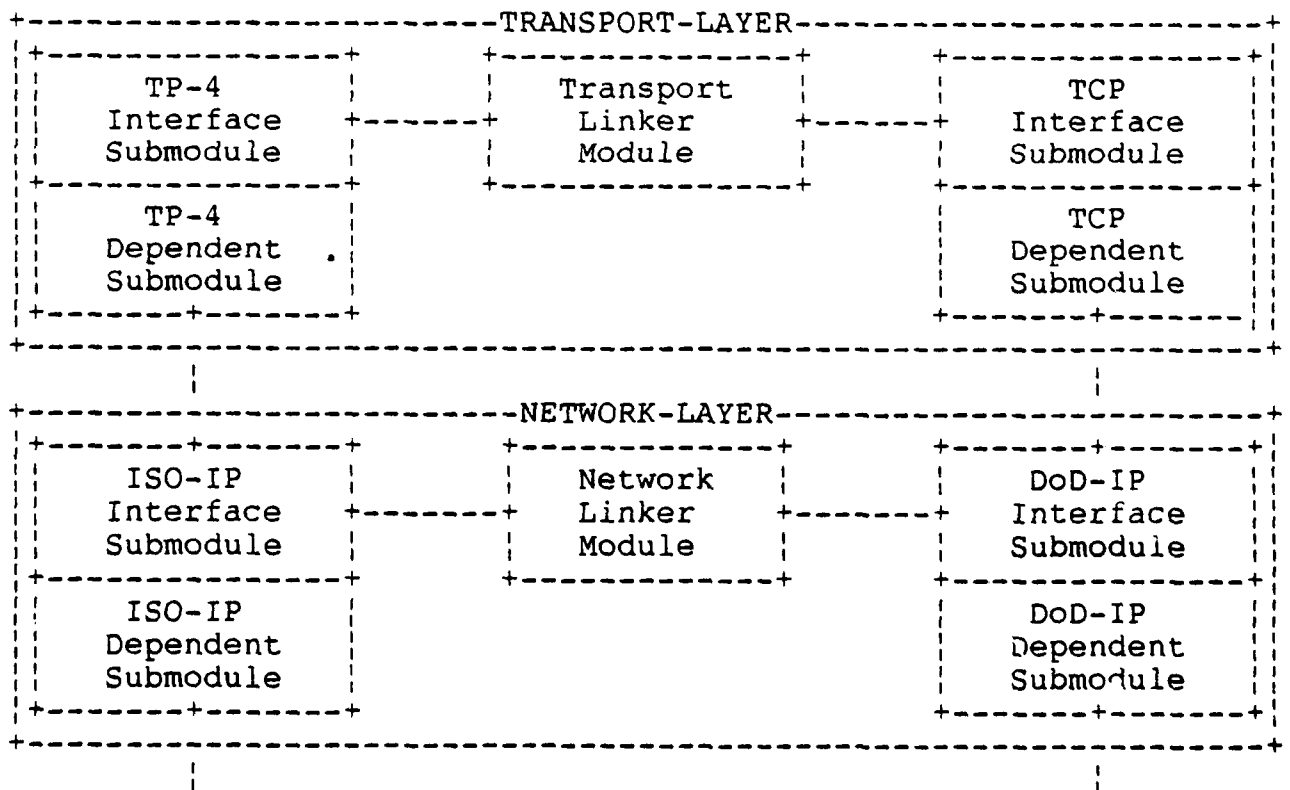 TRANSPORT-LAYER
TP-4 Transport TCP
Interface Linker Interface
Submodule Module Submodule
TP-4 TCP
Dependent . Dependent
Submodule Submodule
NETWORK-LAYER
ISO-IP Network DoD-IP
Interface Linker Interface
Submodule Module Submodule
ISO-IP DoD-IP
Dependent Dependent
Submodule Submodule